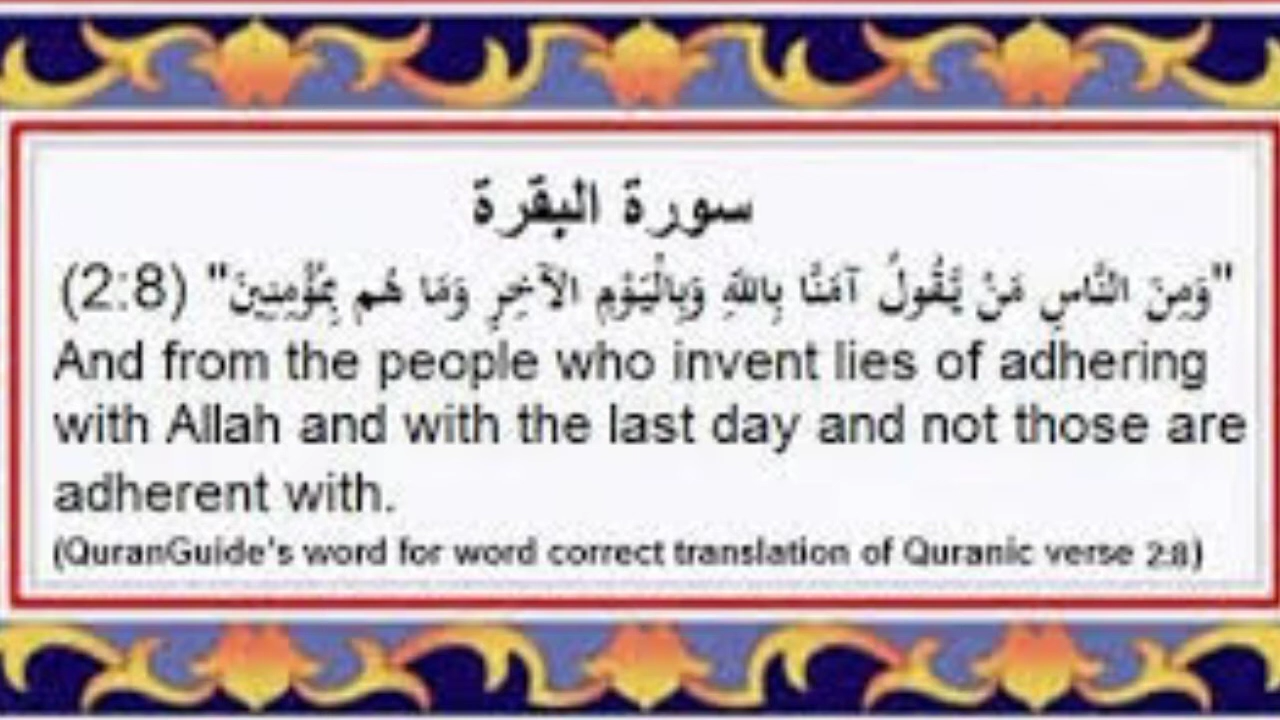 سورة البقرة
"وَمِنَ النَّاسِ مَنْ يَّقُولُ آمَنَّا بِاللَّهِ وَبِالْيَوْمِ الْآخِرِ وَمَا هُم بِمُؤْمِنِينَ" (2:8)
And from the people who invent lies of adhering
with Allah and with the last day and not those are
adherent with.
(QuranGuide's word for word correct translation of Quranic verse 2:8)